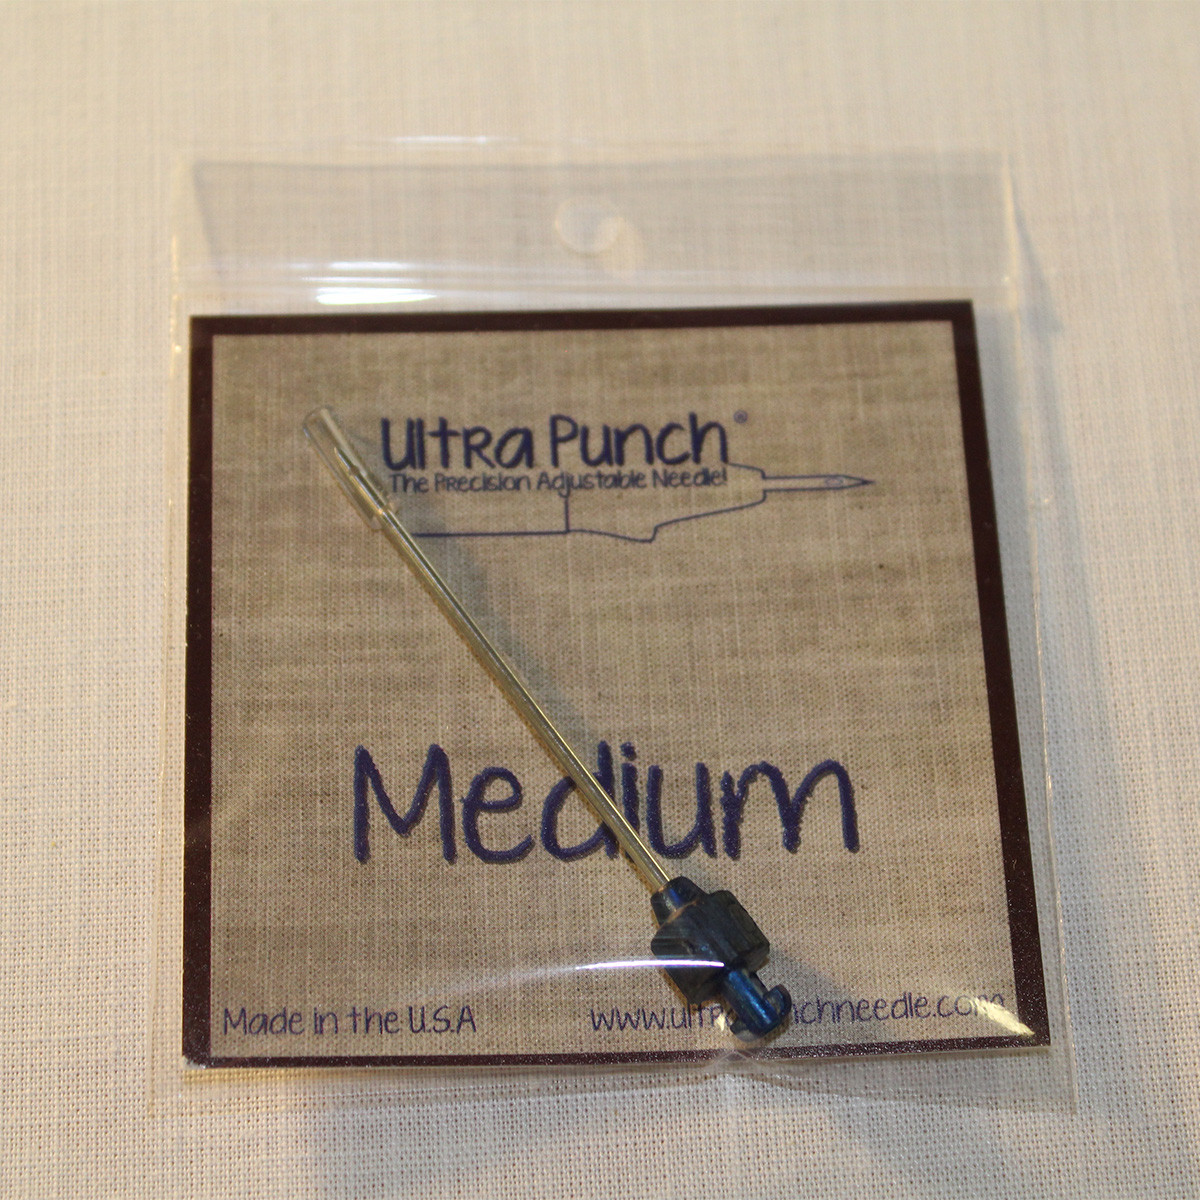 Ultra Punch®
The Precision Adjustable Needle!
Medium
Made in the U.S.A